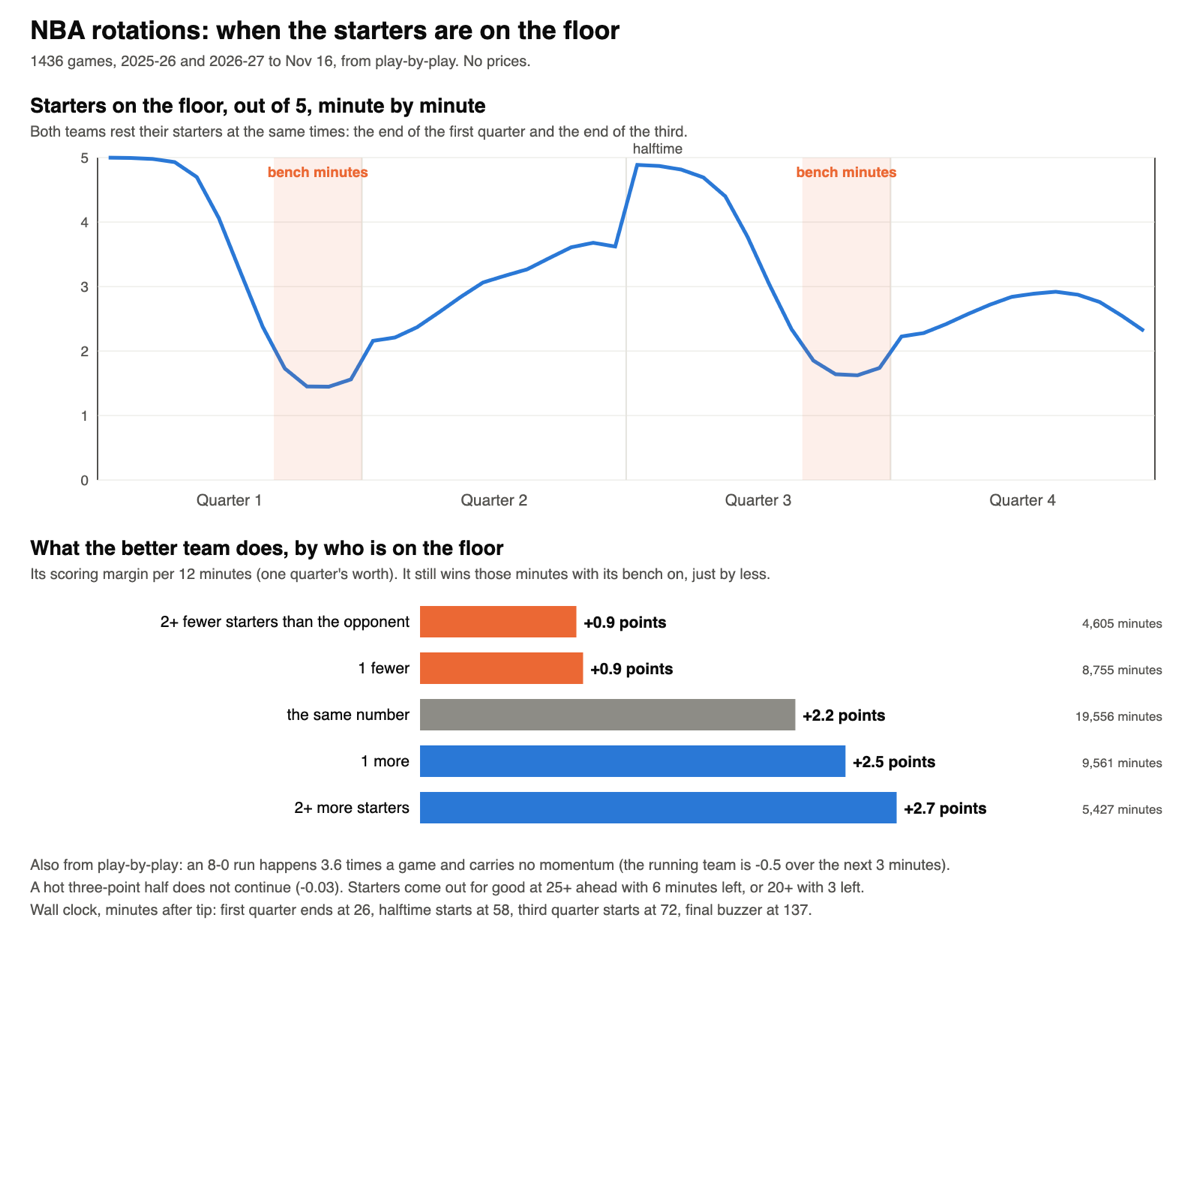 NBA rotations: when the starters are on the floor
1436 games, 2025-26 and 2026-27 to Nov 16, from play-by-play. No prices.
Starters on the floor, out of 5, minute by minute
Both teams rest their starters at the same times: the end of the first quarter and the end of the third.
halftime
5
bench minutes
bench minutes
4
3
2
1
0
Quarter 1
Quarter 2
Quarter 3
Quarter 4
What the better team does, by who is on the floor
Its scoring margin per 12 minutes (one quarter's worth). It still wins those minutes with its bench on, just by less.
2+ fewer starters than the opponent +0.9 points 4,605 minutes
1 fewer +0.9 points 8,755 minutes
the same number +2.2 points 19,556 minutes
1 more +2.5 points 9,561 minutes
2+ more starters +2.7 points 5,427 minutes
Also from play-by-play: an 8-0 run happens 3.6 times a game and carries no momentum (the running team is -0.5 over the next 3 minutes).
A hot three-point half does not continue (-0.03). Starters come out for good at 25+ ahead with 6 minutes left, or 20+ with 3 left.
Wall clock, minutes after tip: first quarter ends at 26, halftime starts at 58, third quarter starts at 72, final buzzer at 137.